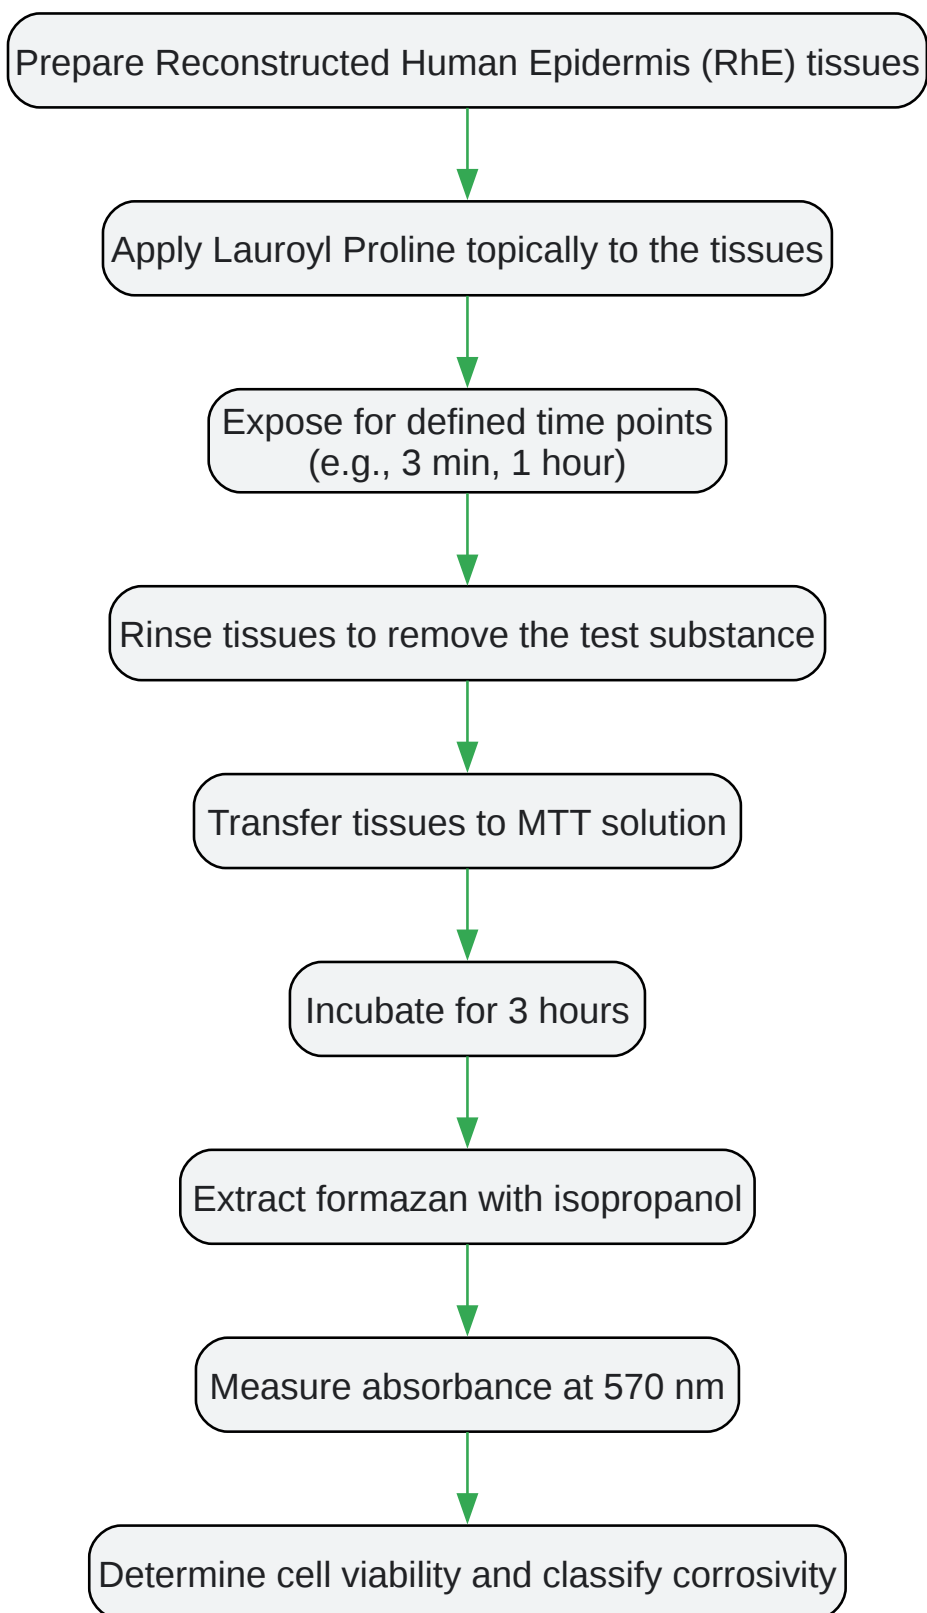 Prepare Reconstructed Human Epidermis (RhE) tissues
Apply Lauroyl Proline topically to the tissues
Expose for defined time points
(e.g., 3 min, 1 hour)
Rinse tissues to remove the test substance
Transfer tissues to MTT solution
Incubate for 3 hours
Extract formazan with isopropanol
Measure absorbance at 570 nm
Determine cell viability and classify corrosivity